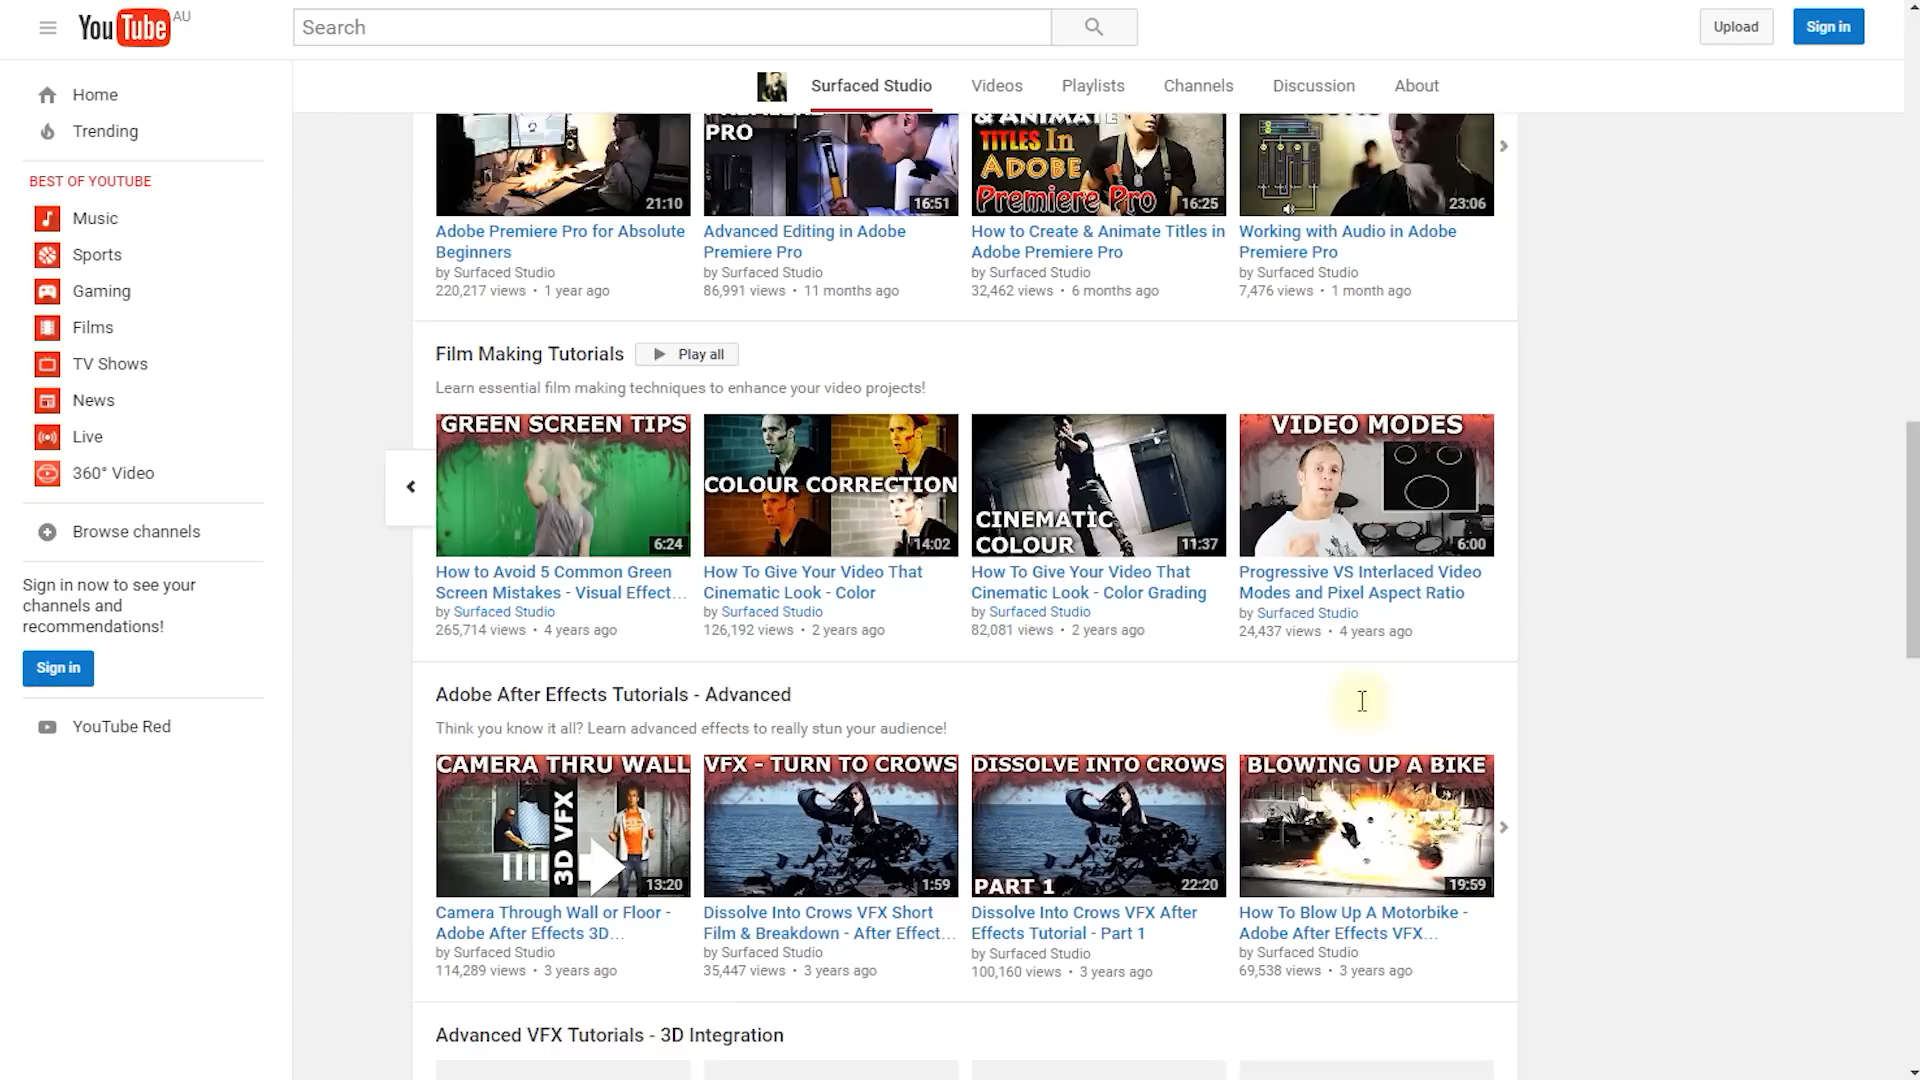 YouTube AU
Search
Upload
Sign in
Surfaced Studio
Videos
Playlists
Channels
Discussion
About
Home
Trending
BEST OF YOUTUBE
Music
Sports
Gaming
Films
TV Shows
News
Live
360° Video
Browse channels
Sign in now to see your
channels and
recommendations!
Sign in
YouTube Red
21:10
Adobe Premiere Pro for Absolute
Beginners
by Surfaced Studio
220,217 views • 1 year ago
PRO
16:51
Advanced Editing in Adobe
Premiere Pro
by Surfaced Studio
86,991 views • 11 months ago
& ANIMATE
TITLES In
ADOBE
Premiere Pro
16:25
How to Create & Animate Titles in
Adobe Premiere Pro
by Surfaced Studio
32,462 views • 6 months ago
23:06
Working with Audio in Adobe
Premiere Pro
by Surfaced Studio
7,476 views • 1 month ago
Film Making Tutorials
Play all
Learn essential film making techniques to enhance your video projects!
GREEN SCREEN TIPS
6:24
How to Avoid 5 Common Green
Screen Mistakes - Visual Effect...
by Surfaced Studio
265,714 views • 4 years ago
COLOUR CORRECTION
14:02
How To Give Your Video That
Cinematic Look - Color
by Surfaced Studio
126,192 views • 2 years ago
CINEMATIC
COLOUR
11:37
How To Give Your Video That
Cinematic Look - Color Grading
by Surfaced Studio
82,081 views • 2 years ago
VIDEO MODES
6:00
Progressive VS Interlaced Video
Modes and Pixel Aspect Ratio
by Surfaced Studio
24,437 views • 4 years ago
Adobe After Effects Tutorials - Advanced
Think you know it all? Learn advanced effects to really stun your audience!
CAMERA THRU WALL
3D VFX
13:20
Camera Through Wall or Floor -
Adobe After Effects 3D...
by Surfaced Studio
114,289 views • 3 years ago
VFX - TURN TO CROWS
1:59
Dissolve Into Crows VFX Short
Film & Breakdown - After Effect...
by Surfaced Studio
35,447 views • 3 years ago
DISSOLVE INTO CROWS
PART 1
22:20
Dissolve Into Crows VFX After
Effects Tutorial - Part 1
by Surfaced Studio
100,160 views • 3 years ago
BLOWING UP A BIKE
19:59
How To Blow Up A Motorbike -
Adobe After Effects VFX...
by Surfaced Studio
69,538 views • 3 years ago
Advanced VFX Tutorials - 3D Integration